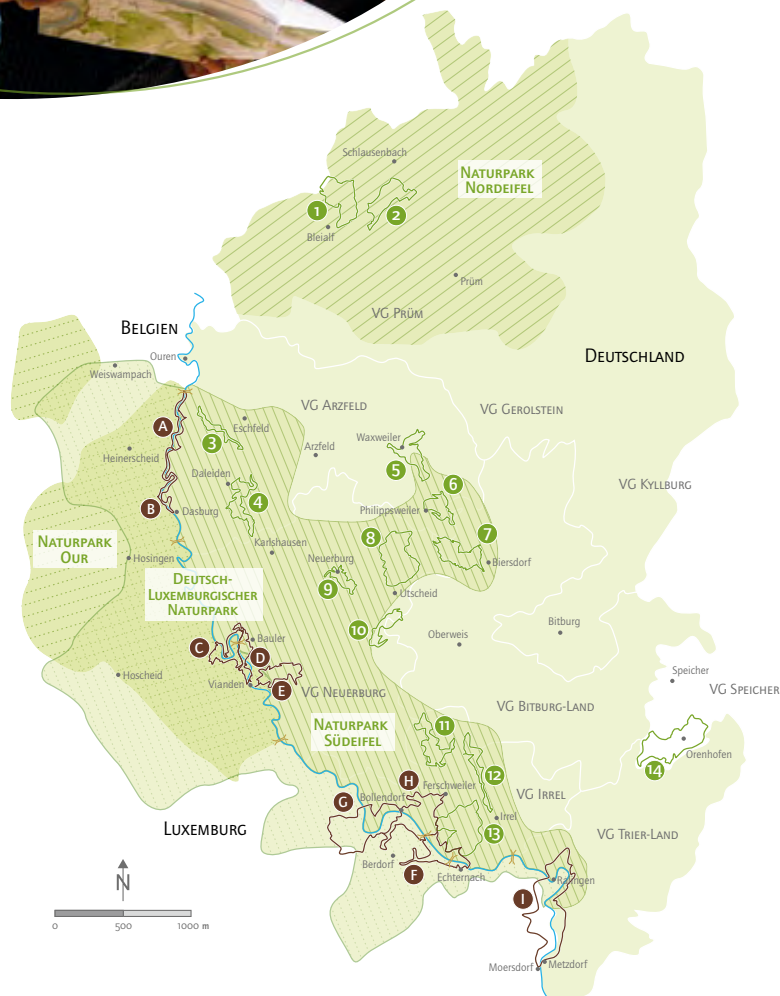 Schlausenbach
NATURPARK
NORDEIFEL
1
2
Bleialf
Prüm
VG PRÜM
BELGIEN
DEUTSCHLAND
Ouren
Weiswampach
VG ARZFELD
VG GEROLSTEIN
A
3
Eschfeld
Waxweiler
Arzfeld
Heinerscheid
5
Daleiden
6
VG KYLLBURG
4
B
Dasburg
Philippsweiler
7
8
NATURPARK
OUR
Karlshausen
Hosingen
Neuerburg
Biersdorf
DEUTSCH-
LUXEMBURGISCHER
NATURPARK
9
Utscheid
10
Bitburg
Oberweis
Bauler
C
D
Hoscheid
Vianden
E
VG NEUERBURG
Speicher
VG SPEICHER
VG BITBURG-LAND
NATURPARK
SÜDEIFEL
11
Orenhofen
14
12
H
Ferschweiler
VG IRREL
G
Bollendorf
Irrel
LUXEMBURG
13
VG TRIER-LAND
Berdorf
F
Echternach
Ralingen
N
I
0
500
1000 m
Moersdorf
Metzdorf